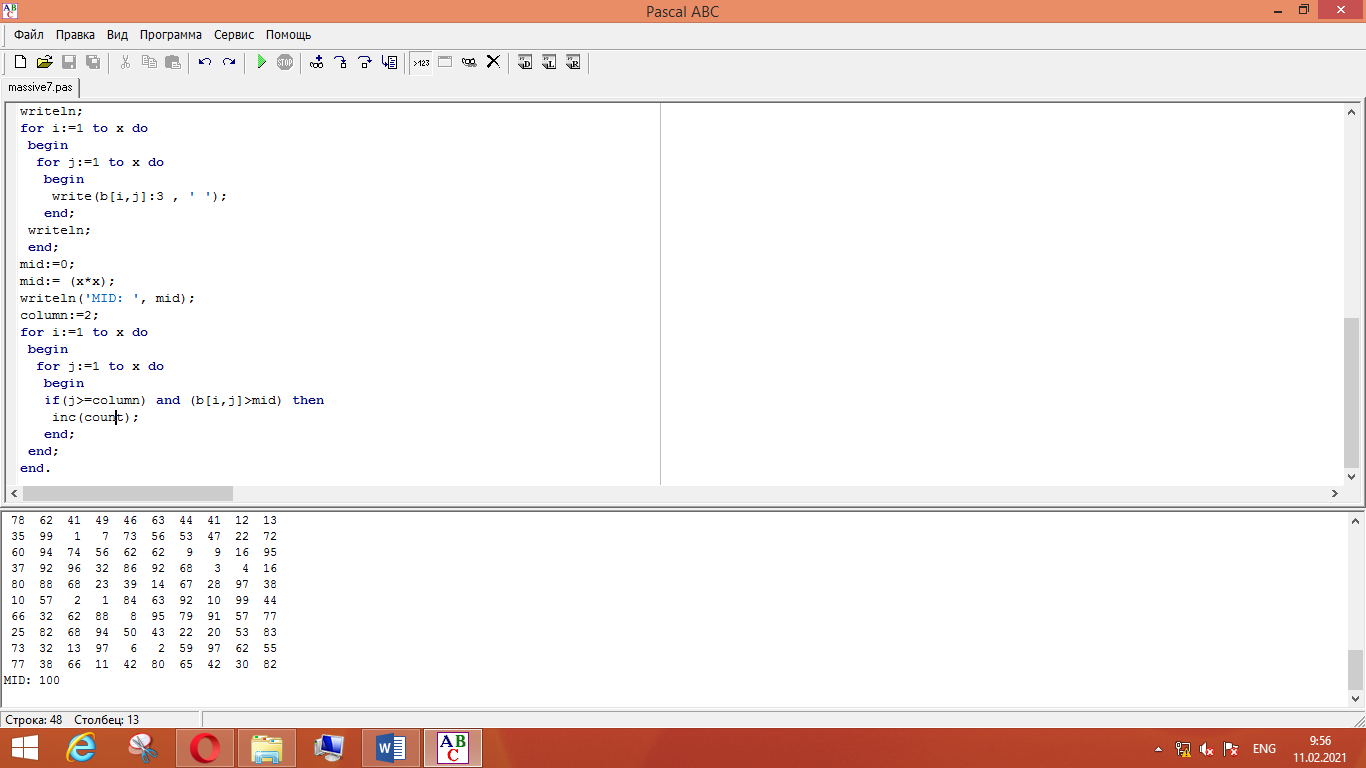 Pascal ABC
Файл Правка Вид Программа Сервис Помощь
massive7.pas
writeln;
for i:=1 to x do
begin
for j:=1 to x do
begin
write(b[i,j]:3 , ' ');
end;
writeln;
end;
mid:=0;
mid:= (x*x);
writeln('MID: ', mid);
column:=2;
for i:=1 to x do
begin
for j:=1 to x do
begin
if(j>=column) and (b[i,j]>mid) then
inc(count);
end;
end;
end.
78 62 41 49 46 63 44 41 12 13
35 99 1 7 73 56 53 47 22 72
60 94 74 56 62 62 9 9 16 95
37 92 96 32 86 92 68 3 4 16
80 88 68 23 39 14 67 28 97 38
10 57 2 1 84 63 92 10 99 44
66 32 62 88 8 95 79 91 57 77
25 82 68 94 50 43 22 20 53 83
73 32 13 97 6 2 59 97 62 55
77 38 66 11 42 80 65 42 30 82
MID: 100
Строка: 48 Столбец: 13
ENG
9:56
11.02.2021